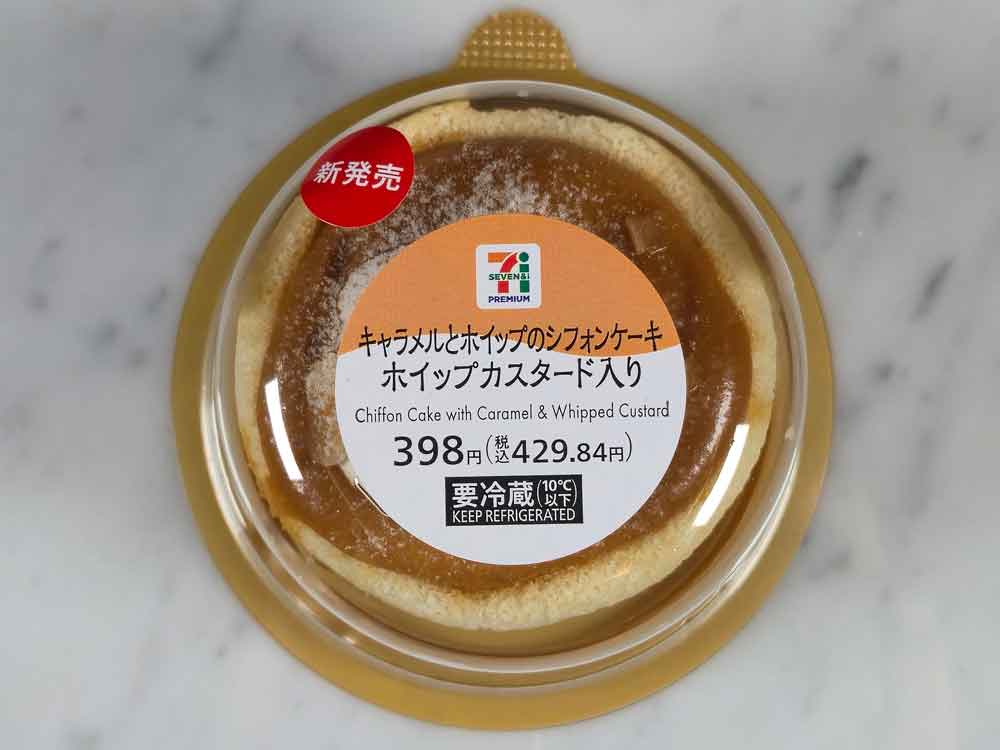 新発売
SEVEN&i
PREMIUM
キャラメルとホイップのシフォンケーキ
ホイップカスタード入り
Chiffon Cake with Caramel & Whipped Custard
398円(税込429.84円)
要冷蔵(10℃以下)
KEEP REFRIGERATED